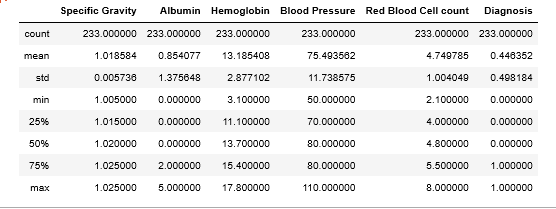 Specific Gravity Albumin Hemoglobin Blood Pressure Red Blood Cell count Diagnosis
count 233.000000 233.000000 233.000000 233.000000 233.000000 233.000000
mean 1.018584 0.854077 13.185408 75.493562 4.749785 0.446352
std 0.005736 1.375648 2.877102 11.738575 1.004049 0.498184
min 1.005000 0.000000 3.100000 50.000000 2.100000 0.000000
25% 1.015000 0.000000 11.100000 70.000000 4.000000 0.000000
50% 1.020000 0.000000 13.700000 80.000000 4.800000 0.000000
75% 1.025000 2.000000 15.400000 80.000000 5.500000 1.000000
max 1.025000 5.000000 17.800000 110.000000 8.000000 1.000000